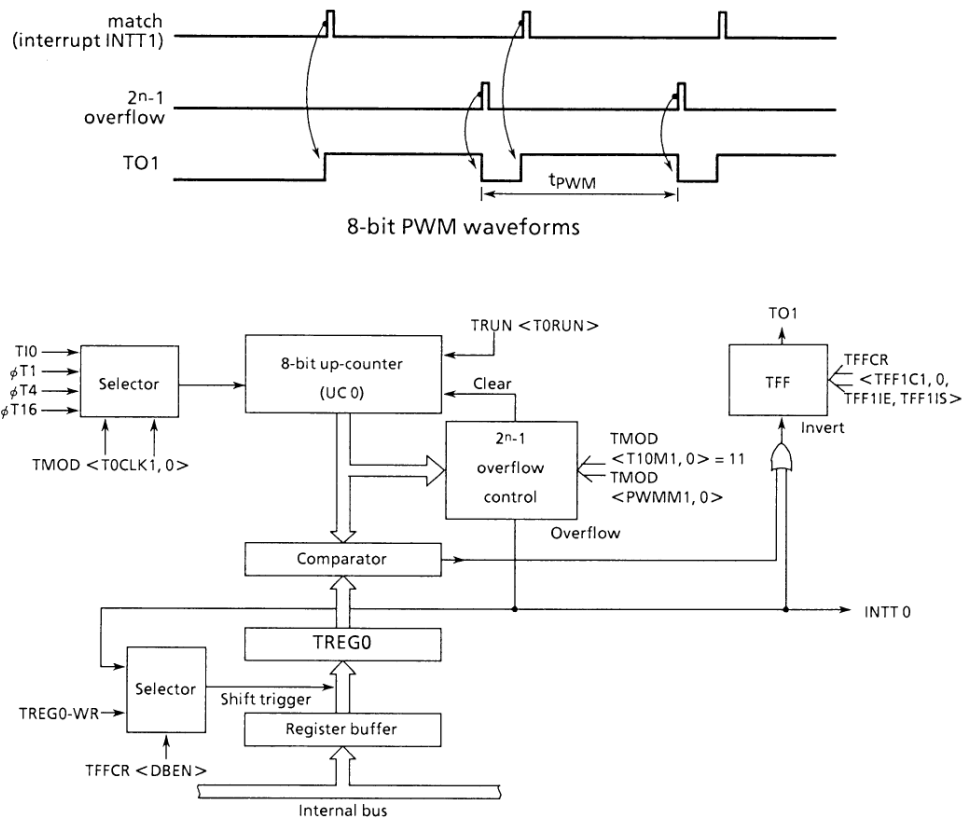 match
(interrupt INTT1)
2n-1
overflow
TO1
tPWM
8-bit PWM waveforms
TI0
øT1
øT4
øT16
Selector
TMOD <T0CLK1, 0>
8-bit up-counter
(UC 0)
TRUN <T0RUN>
Clear
2n-1
overflow
control
TMOD
<T10M1, 0> = 11
TMOD
<PWMM1, 0>
Overflow
TO1
TFF
TFFCR
<TFF1C1, 0,
TFF1IE, TFF1IS>
Invert
Comparator
INTT 0
TREG0
Selector
Shift trigger
TREG0-WR
Register buffer
TFFCR <DBEN>
Internal bus